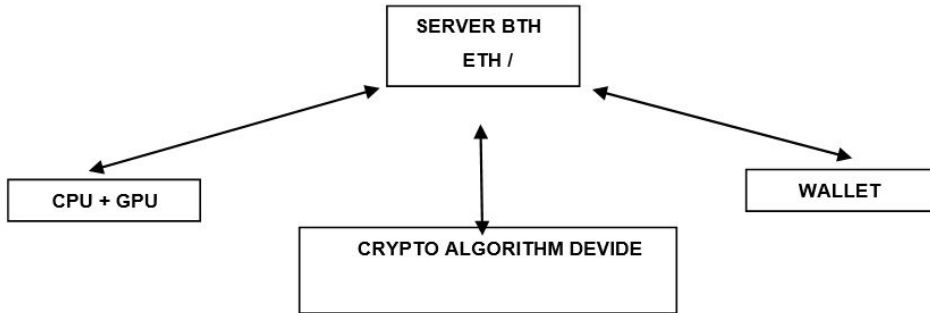 SERVER BTH
ETH /
CPU + GPU
WALLET
CRYPTO ALGORITHM DEVIDE